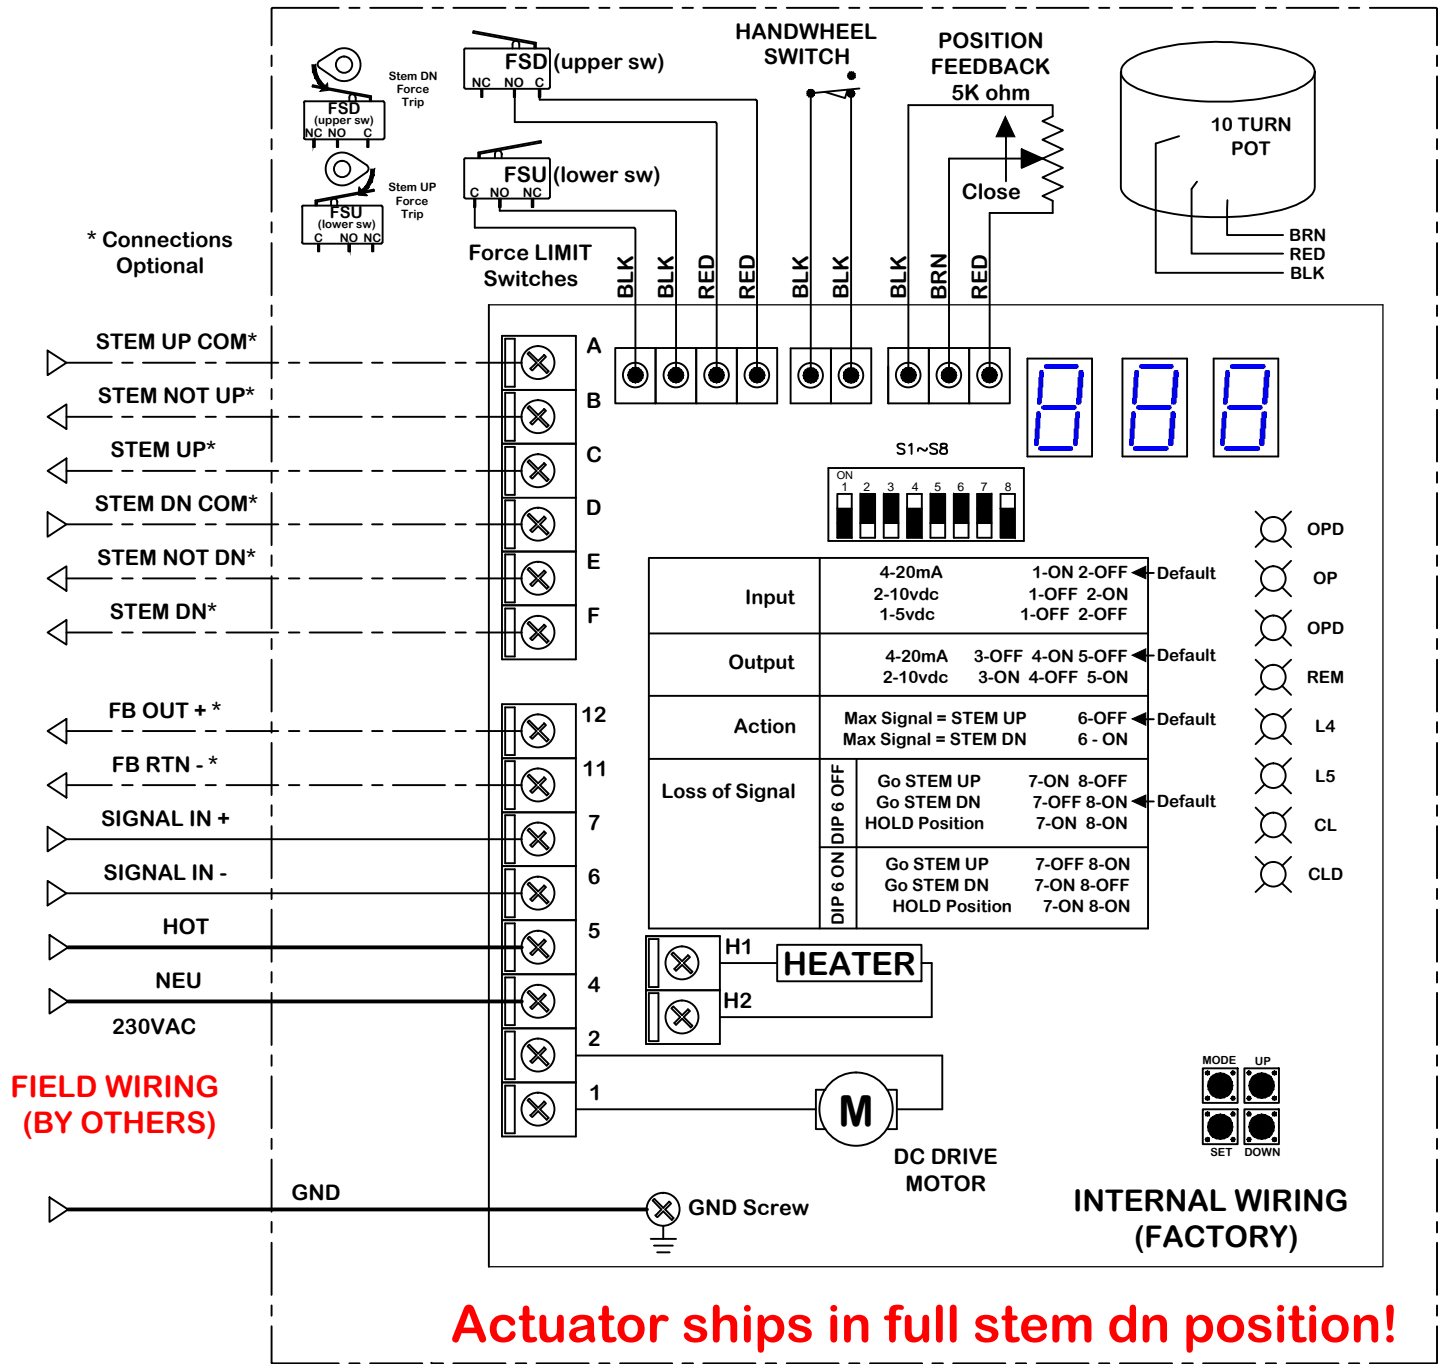 HANDWHEEL
SWITCH
POSITION
FEEDBACK
5K ohm
FSD (upper sw)
NC NO C
Stem DN
Force
Trip
FSD
(upper sw)
NC NO C
10 TURN
POT
FSU (lower sw)
C NO NC
Stem UP
Force
Trip
FSU
(lower sw)
C NO NC
Close
BRN
RED
BLK
* Connections
Optional
Force LIMIT
Switches
BLK
BLK
RED
RED
BLK
BLK
BLK
BRN
RED
STEM UP COM*
A
STEM NOT UP*
B
STEM UP*
C
STEM DN COM*
D
STEM NOT DN*
E
STEM DN*
F
8 8 8
S1~S8
ON
1 2 3 4 5 6 7 8
OPD
OP
OPD
REM
L4
L5
CL
CLD
Input
4-20mA 1-ON 2-OFF Default
2-10vdc 1-OFF 2-ON
1-5vdc 1-OFF 2-OFF
Output
4-20mA 3-OFF 4-ON 5-OFF Default
2-10vdc 3-ON 4-OFF 5-ON
Action
Max Signal = STEM UP 6-OFF Default
Max Signal = STEM DN 6 - ON
Loss of Signal
DIP 6 OFF
Go STEM UP 7-ON 8-OFF
Go STEM DN 7-OFF 8-ON Default
HOLD Position 7-ON 8-ON
DIP 6 ON
Go STEM UP 7-OFF 8-ON
Go STEM DN 7-ON 8-OFF
HOLD Position 7-ON 8-ON
FB OUT + *
12
FB RTN - *
11
SIGNAL IN +
7
SIGNAL IN -
6
HOT
5
NEU
4
230VAC
2
1
H1
HEATER
H2
FIELD WIRING
(BY OTHERS)
M
DC DRIVE
MOTOR
MODE UP
SET DOWN
GND
GND Screw
INTERNAL WIRING
(FACTORY)
Actuator ships in full stem dn position!